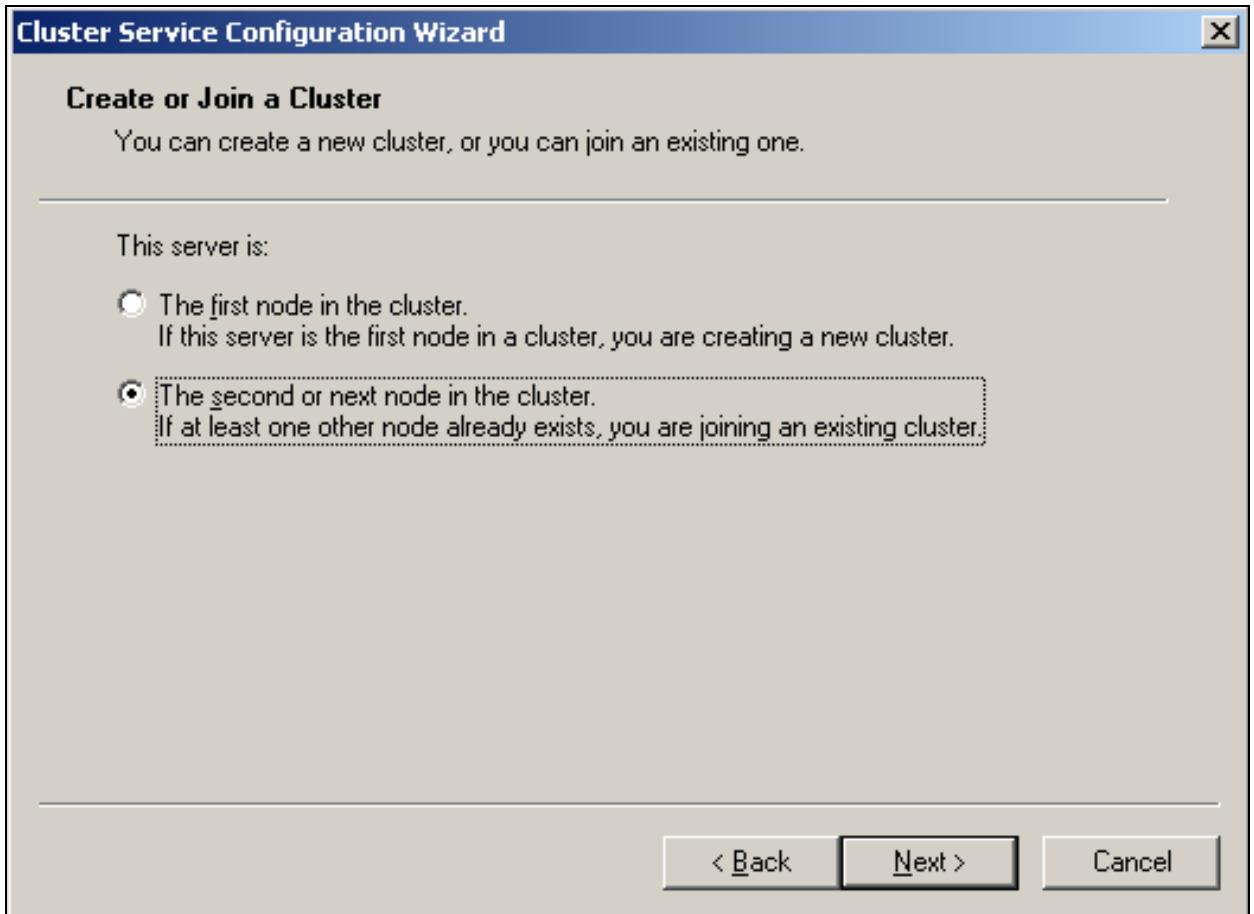 Cluster Service Configuration Wizard
Create or Join a Cluster
You can create a new cluster, or you can join an existing one.
This server is:
The first node in the cluster.
If this server is the first node in a cluster, you are creating a new cluster.
The second or next node in the cluster.
If at least one other node already exists, you are joining an existing cluster.
< Back
Next >
Cancel